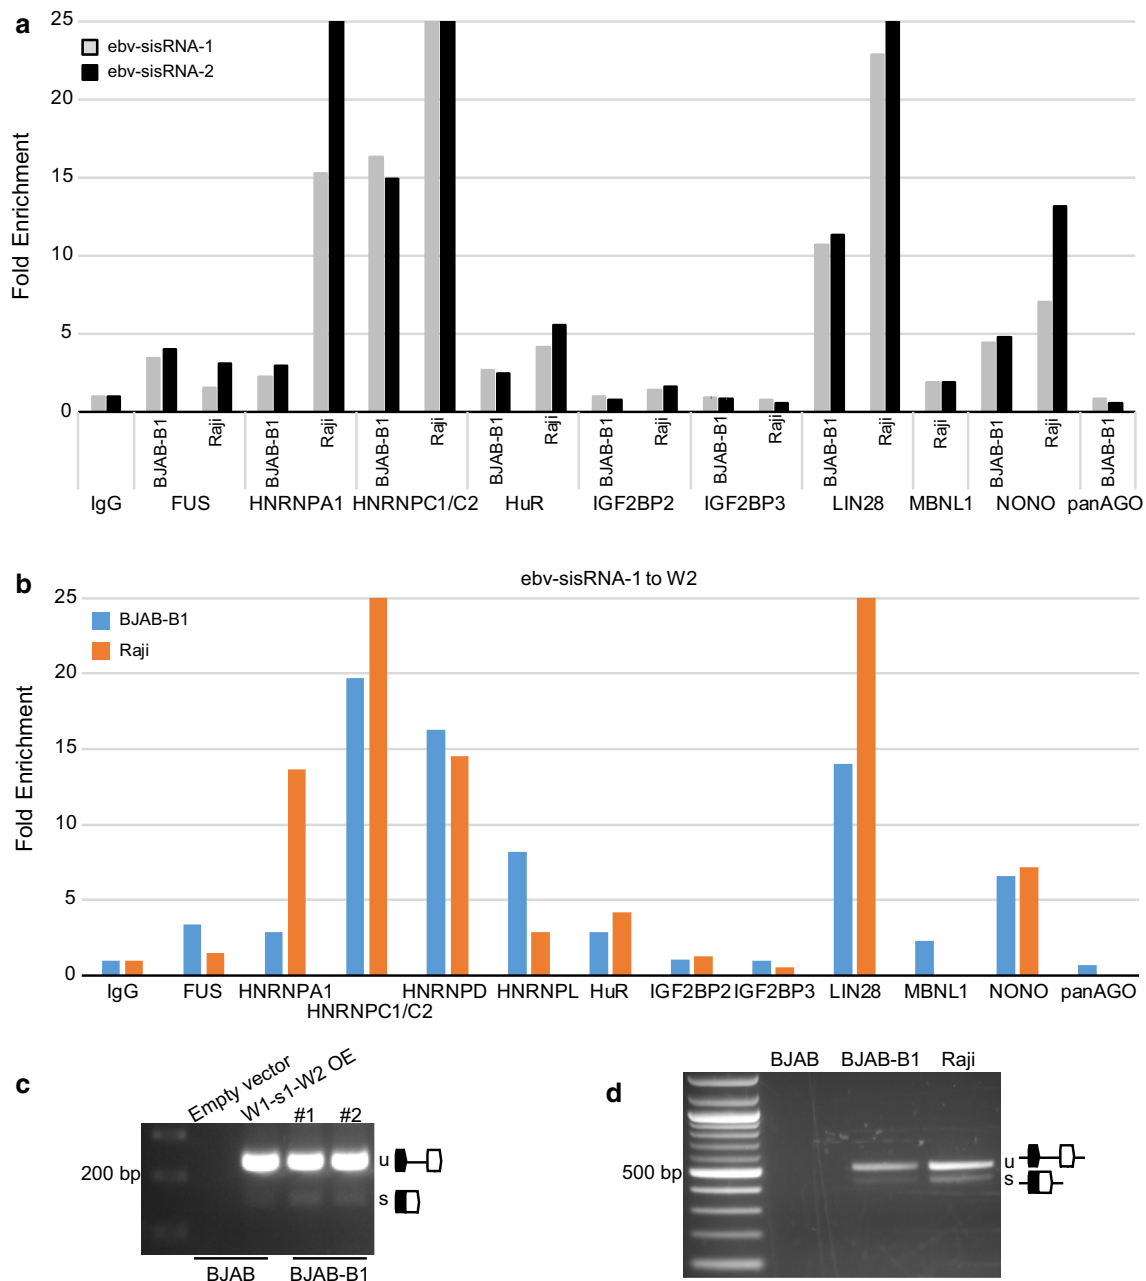 a
25
20
15
10
5
0
Fold Enrichment
ebv-sisRNA-1
ebv-sisRNA-2
BJAB-B1 Raji BJAB-B1 Raji BJAB-B1 Raji BJAB-B1 Raji BJAB-B1 Raji BJAB-B1 Raji BJAB-B1 Raji Raji BJAB-B1 Raji BJAB-B1
IgG FUS HNRNPA1 HNRNPC1/C2 HuR IGF2BP2 IGF2BP3 LIN28 MBNL1 NONO panAGO
b
ebv-sisRNA-1 to W2
25
20
15
10
5
0
Fold Enrichment
BJAB-B1
Raji
IgG FUS HNRNPA1 HNRNPC1/C2 HNRNPD HNRNPL HuR IGF2BP2 IGF2BP3 LIN28 MBNL1 NONO panAGO
c
Empty vector
W1-s1-W2 OE
#1 #2
200 bp
u
s
BJAB BJAB-B1
d
BJAB BJAB-B1 Raji
500 bp
u
s